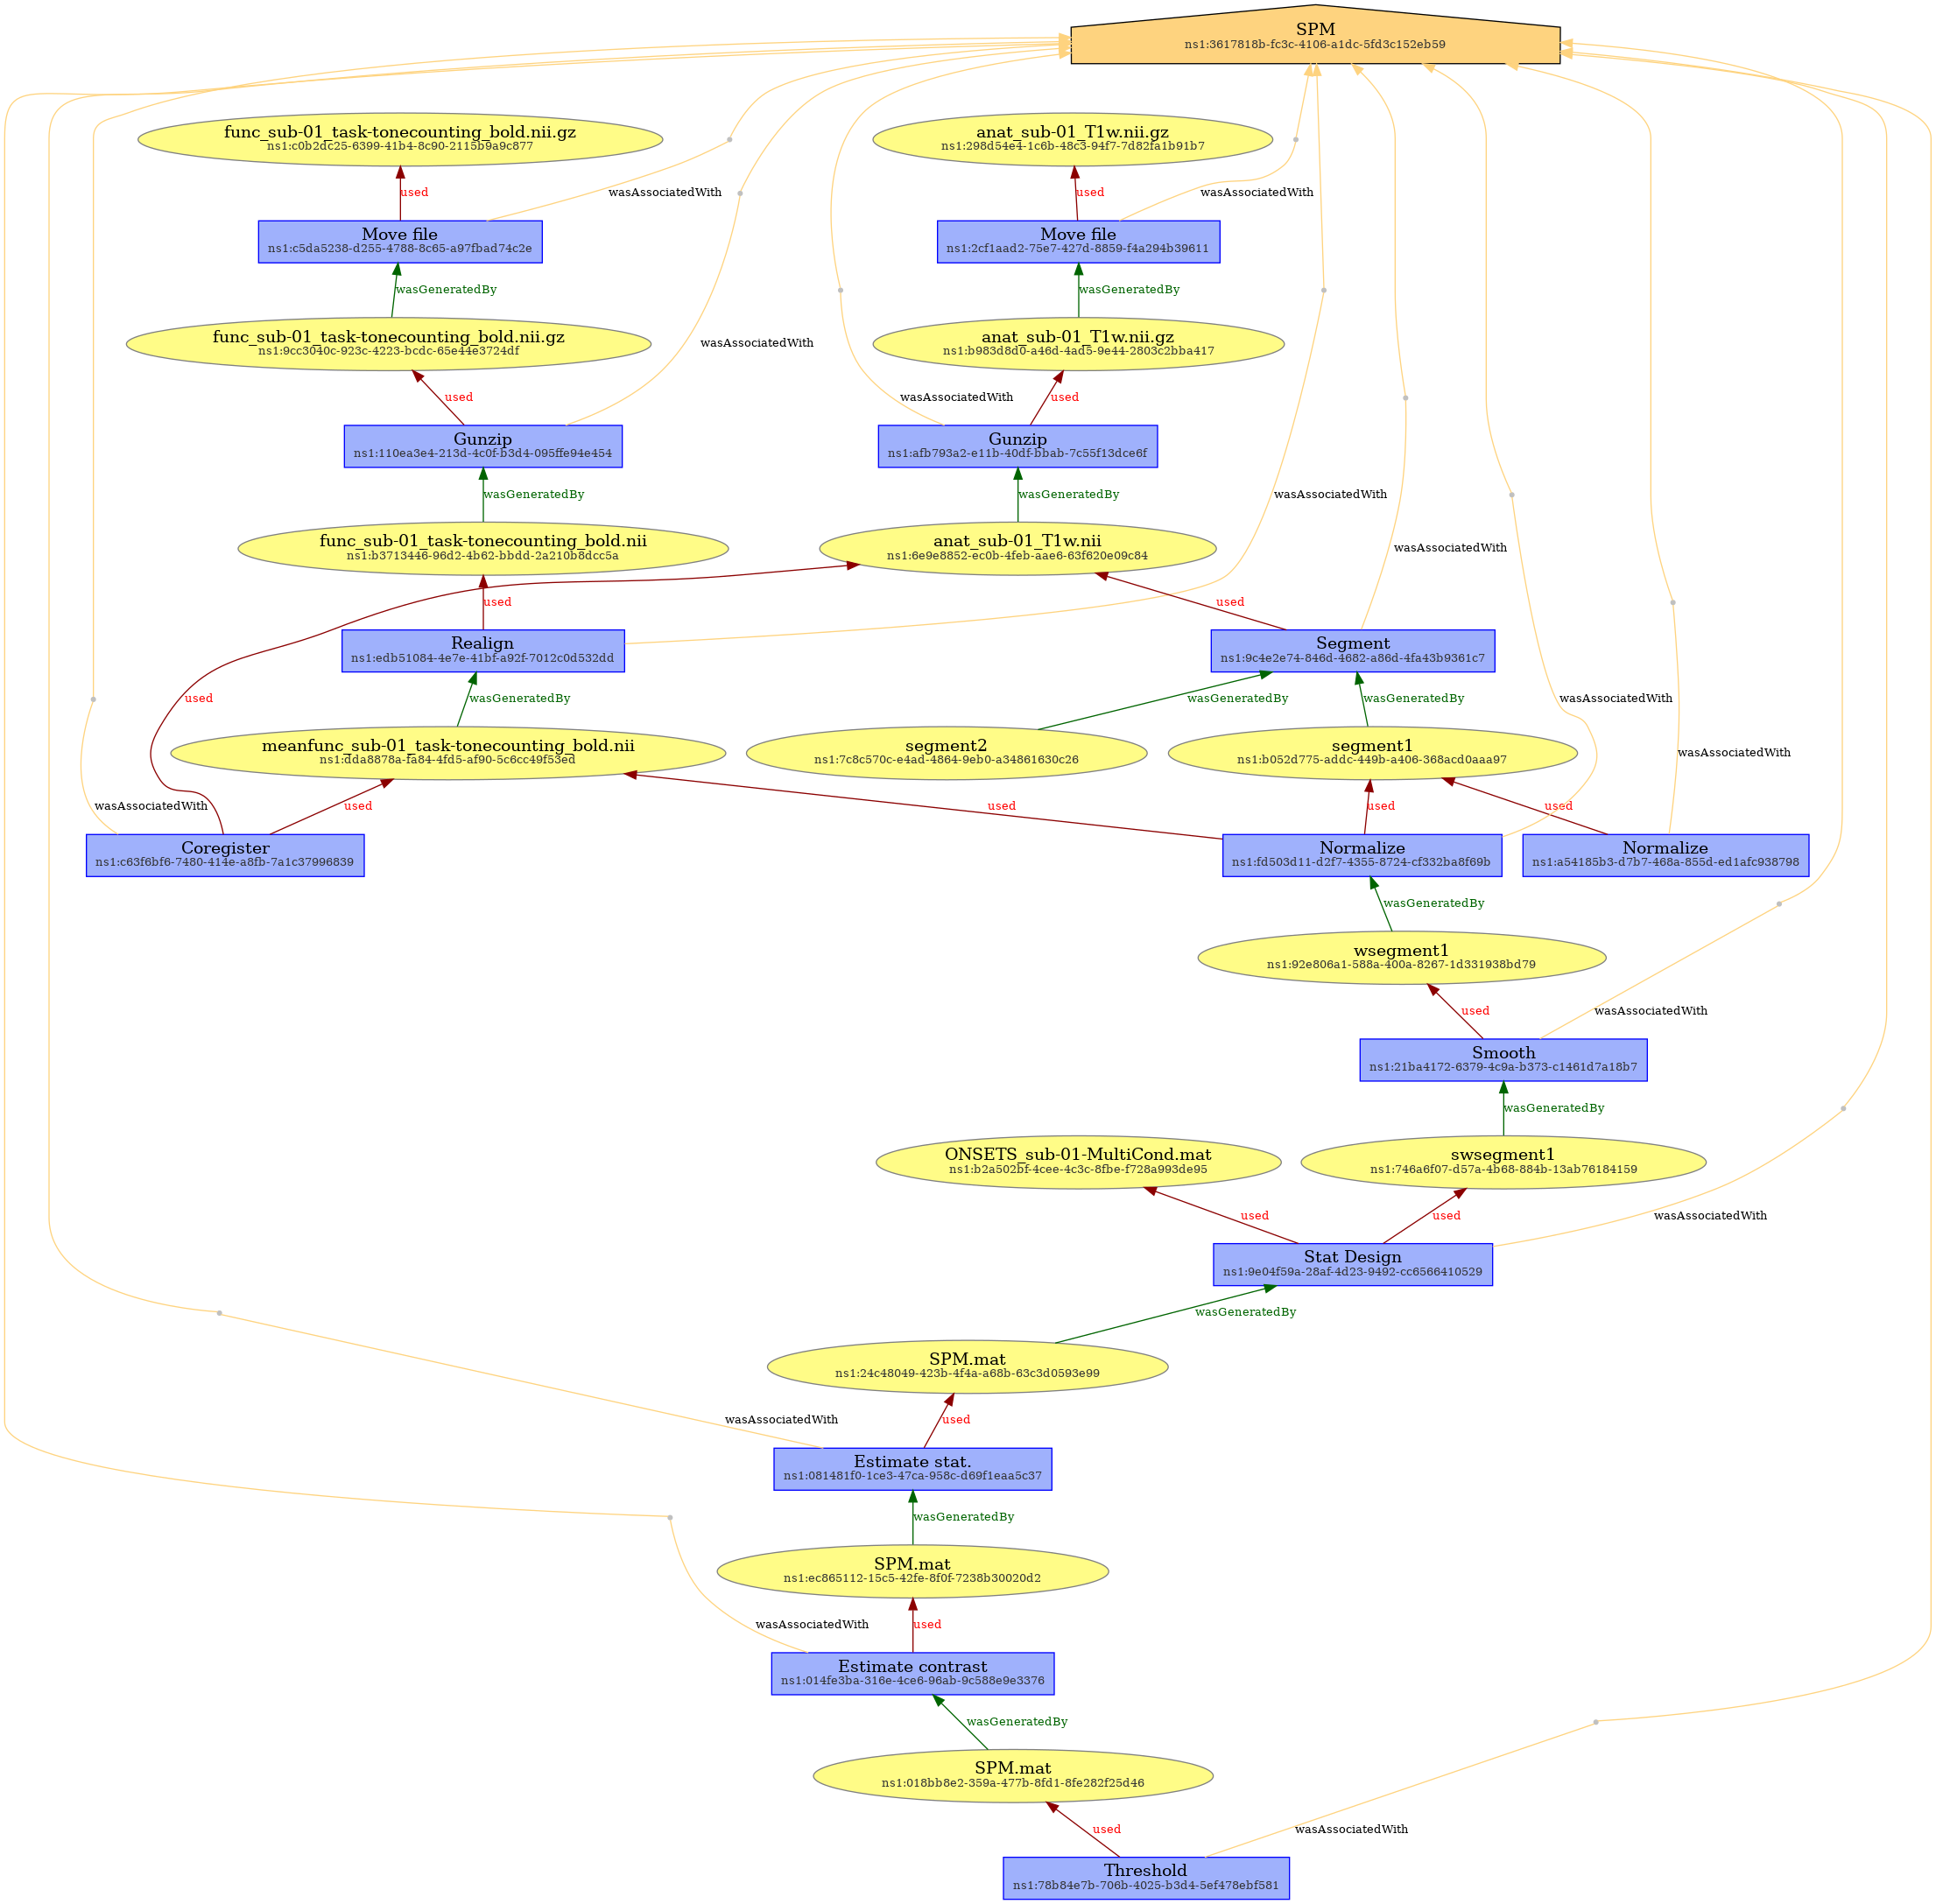 SPM
ns1:3617818b-fc3c-4106-a1dc-5fd3c152eb59
func_sub-01_task-tonecounting_bold.nii.gz
ns1:c0b2dc25-6399-41b4-8c90-2115b9a9c877
anat_sub-01_T1w.nii.gz
ns1:298d54e4-1c6b-48c3-94f7-7d82fa1b91b7
used
wasAssociatedWith
used
wasAssociatedWith
Move file
ns1:c5da5238-d255-4788-8c65-a97fbad74c2e
Move file
ns1:2cf1aad2-75e7-427d-8859-f4a294b39611
wasGeneratedBy
wasGeneratedBy
func_sub-01_task-tonecounting_bold.nii.gz
ns1:9cc3040c-923c-4223-bcdc-65e44e3724df
wasAssociatedWith
anat_sub-01_T1w.nii.gz
ns1:b983d8d0-a46d-4ad5-9e44-2803c2bba417
used
wasAssociatedWith
used
Gunzip
ns1:110ea3e4-213d-4c0f-b3d4-095ffe94e454
Gunzip
ns1:afb793a2-e11b-40df-bbab-7c55f13dce6f
wasGeneratedBy
wasGeneratedBy
wasAssociatedWith
func_sub-01_task-tonecounting_bold.nii
ns1:b3713446-96d2-4b62-bbdd-2a210b8dcc5a
anat_sub-01_T1w.nii
ns1:6e9e8852-ec0b-4feb-aae6-63f620e09c84
wasAssociatedWith
used
used
Realign
ns1:edb51084-4e7e-41bf-a92f-7012c0d532dd
Segment
ns1:9c4e2e74-846d-4682-a86d-4fa43b9361c7
used
wasGeneratedBy
wasGeneratedBy
wasGeneratedBy
wasAssociatedWith
meanfunc_sub-01_task-tonecounting_bold.nii
ns1:dda8878a-fa84-4fd5-af90-5c6cc49f53ed
segment2
ns1:7c8c570c-e4ad-4864-9eb0-a34861630c26
segment1
ns1:b052d775-addc-449b-a406-368acd0aaa97
wasAssociatedWith
wasAssociatedWith
used
used
used
used
Coregister
ns1:c63f6bf6-7480-414e-a8fb-7a1c37996839
Normalize
ns1:fd503d11-d2f7-4355-8724-cf332ba8f69b
Normalize
ns1:a54185b3-d7b7-468a-855d-ed1afc938798
wasGeneratedBy
wsegment1
ns1:92e806a1-588a-400a-8267-1d331938bd79
used
wasAssociatedWith
Smooth
ns1:21ba4172-6379-4c9a-b373-c1461d7a18b7
wasGeneratedBy
ONSETS_sub-01-MultiCond.mat
ns1:b2a502bf-4cee-4c3c-8fbe-f728a993de95
swsegment1
ns1:746a6f07-d57a-4b68-884b-13ab76184159
used
used
wasAssociatedWith
Stat Design
ns1:9e04f59a-28af-4d23-9492-cc6566410529
wasGeneratedBy
SPM.mat
ns1:24c48049-423b-4f4a-a68b-63c3d0593e99
wasAssociatedWith
used
Estimate stat.
ns1:081481f0-1ce3-47ca-958c-d69f1eaa5c37
wasGeneratedBy
SPM.mat
ns1:ec865112-15c5-42fe-8f0f-7238b30020d2
wasAssociatedWith
used
Estimate contrast
ns1:014fe3ba-316e-4ce6-96ab-9c588e9e3376
wasGeneratedBy
SPM.mat
ns1:018bb8e2-359a-477b-8fd1-8fe282f25d46
used
wasAssociatedWith
Threshold
ns1:78b84e7b-706b-4025-b3d4-5ef478ebf581